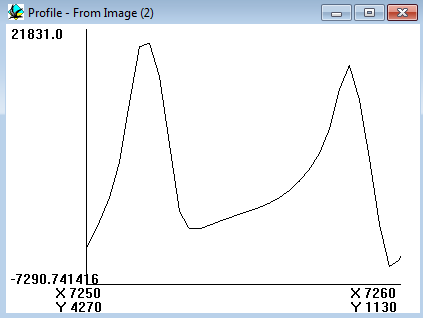 Profile - From Image (2)
21831.0
-7290.741416
X 7250 X 7260
Y 4270 Y 1130